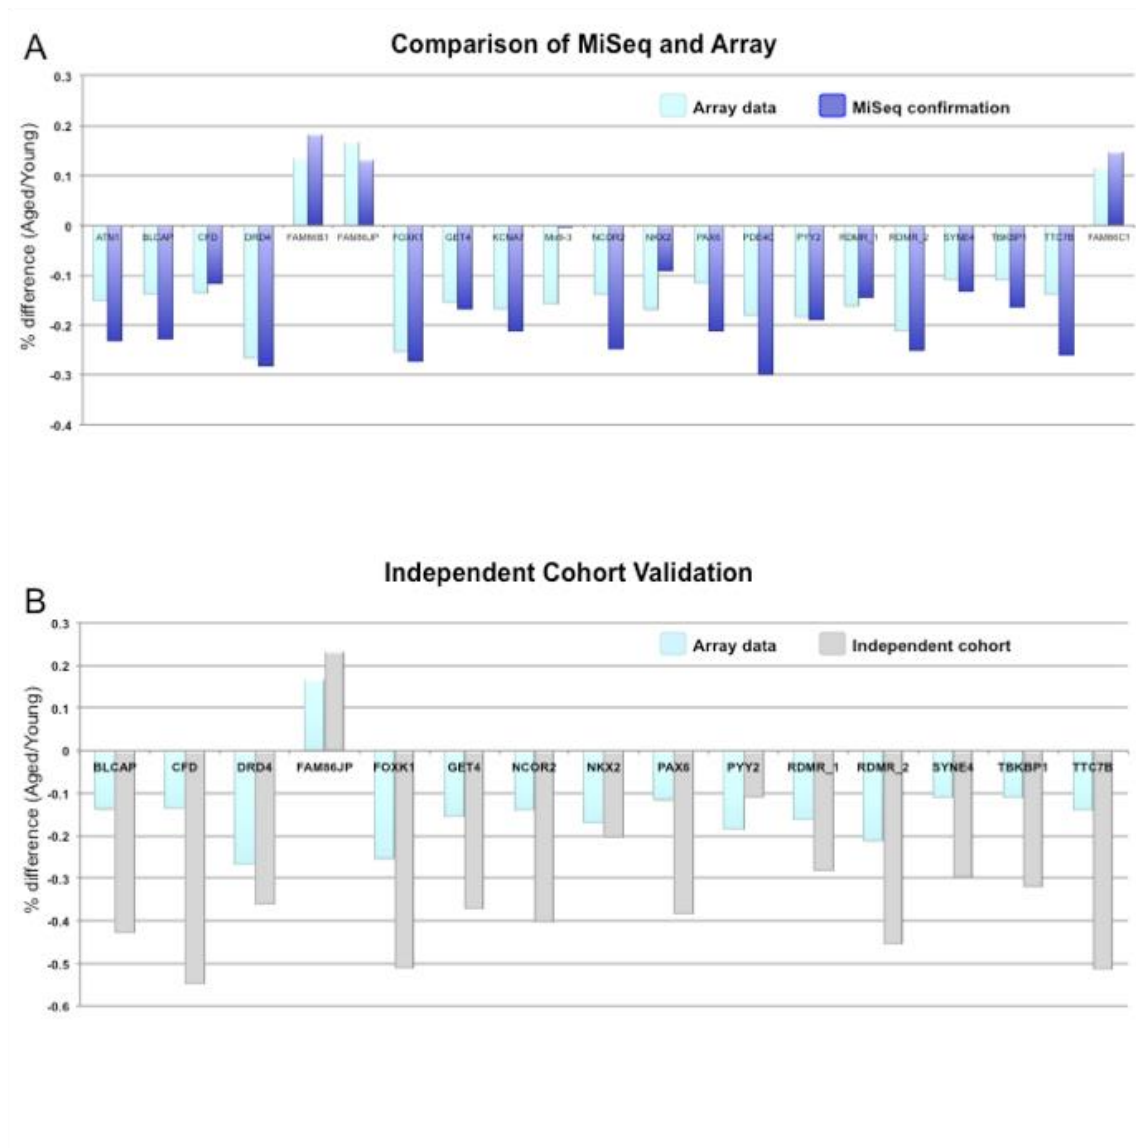 A
Comparison of MiSeq and Array
% difference (Aged/Young)
0.3
0.2
0.1
0
-0.1
-0.2
-0.3
-0.4
Array data MiSeq confirmation
ATN1 BLCAP CFD DRD4 FAM86B1 FAM86JP FOXK1 GET4 NCOR2 NKX2 PAX6 PDE4C PYY2 RDMR_1 RDMR_2 SYNE4 TBKBP1 TTC7B FAM86C1
Independent Cohort Validation
B
% difference (Aged/Young)
0.3
0.2
0.1
0
-0.1
-0.2
-0.3
-0.4
-0.5
-0.6
Array data Independent cohort
BLCAP CFD DRD4 FAM86JP FOXK1 GET4 NCOR2 NKX2 PAX6 PYY2 RDMR_1 RDMR_2 SYNE4 TBKBP1 TTC7B